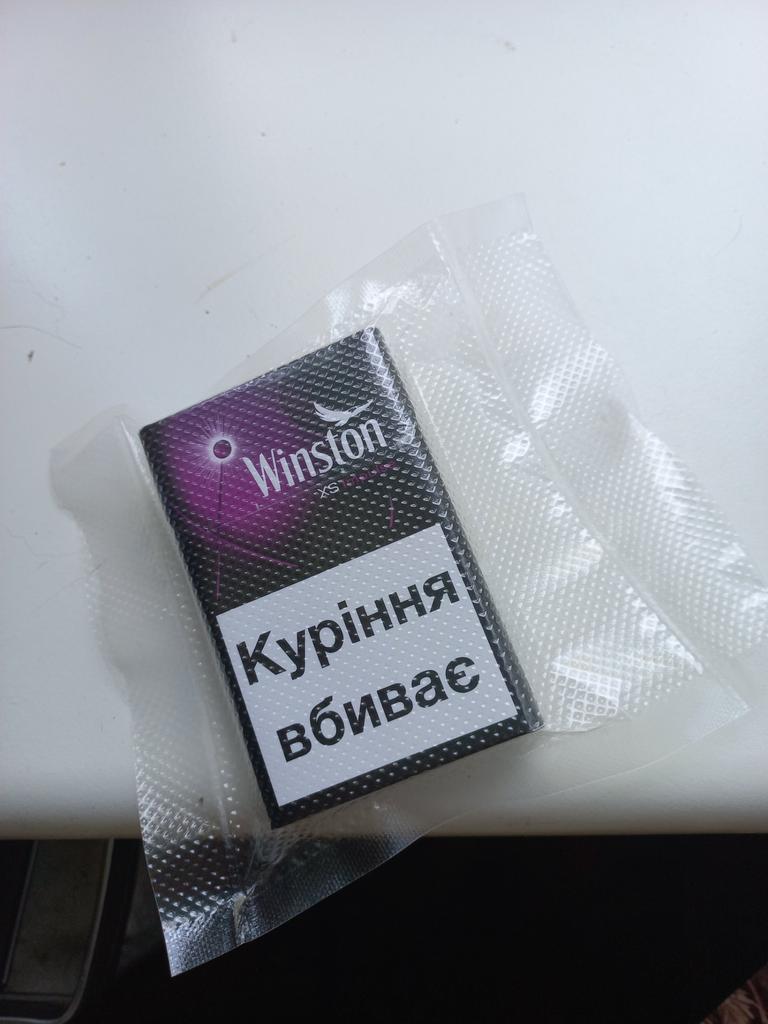 Winston
XS
Куріння
вбиває